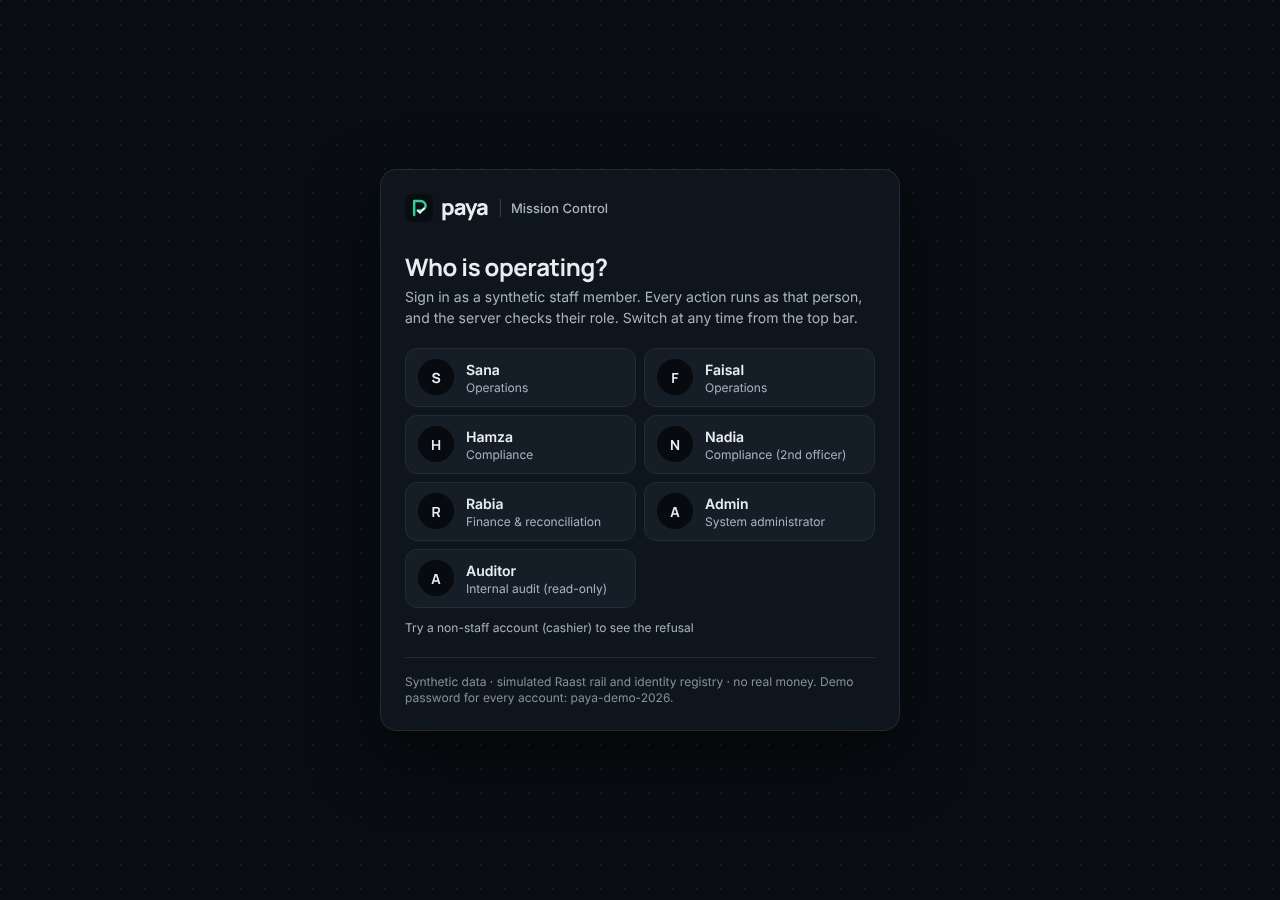 paya Mission Control
Who is operating?
Sign in as a synthetic staff member. Every action runs as that person,
and the server checks their role. Switch at any time from the top bar.
S Sana
Operations
F Faisal
Operations
H Hamza
Compliance
N Nadia
Compliance (2nd officer)
R Rabia
Finance & reconciliation
A Admin
System administrator
A Auditor
Internal audit (read-only)
Try a non-staff account (cashier) to see the refusal
Synthetic data · simulated Raast rail and identity registry · no real money. Demo
password for every account: paya-demo-2026.